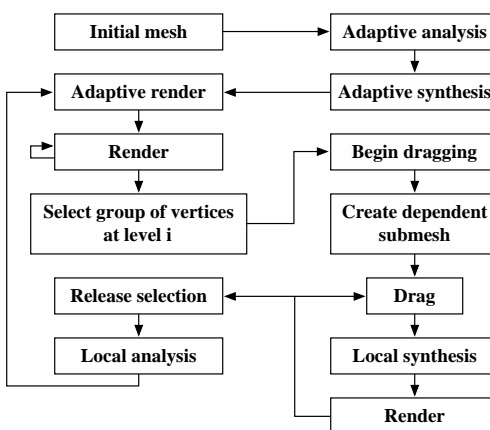 Initial mesh
Adaptive analysis
Adaptive render
Adaptive synthesis
Render
Begin dragging
Select group of vertices
at level i
Create dependent
submesh
Release selection
Drag
Local analysis
Local synthesis
Render